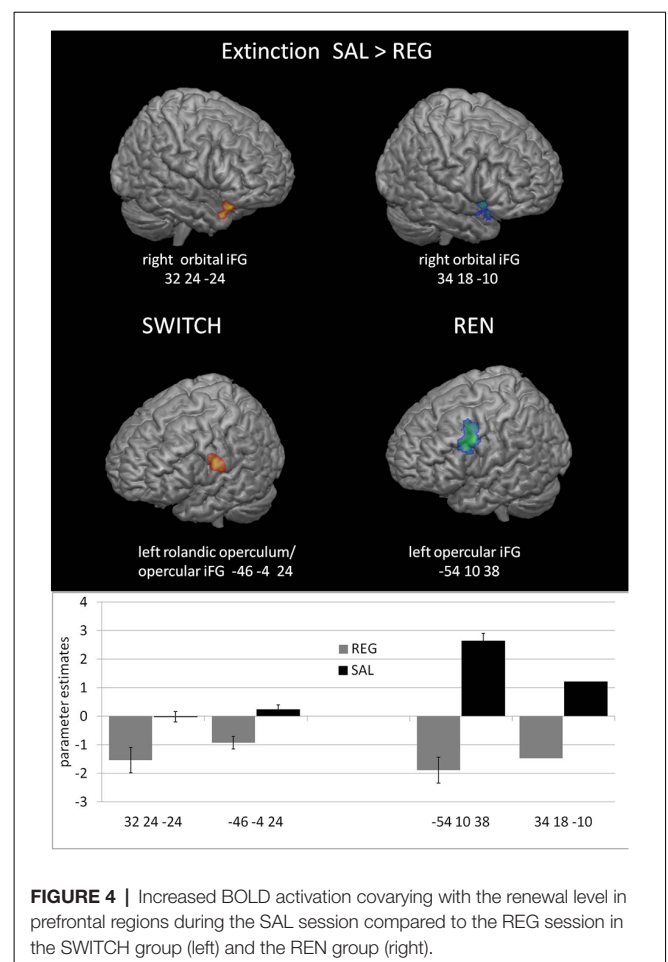 Extinction SAL > REG
right orbital iFG
32 24 -24
right orbital iFG
34 18 -10
SWITCH
REN
left rolandic operculum/
opercular iFG -46 -4 24
left opercular iFG
-54 10 38
4
3
2
1
0
-1
-2
-3
parameter estimates
REG
SAL
32 24 -24
-46 -4 24
-54 10 38
34 18 -10
FIGURE 4 | Increased BOLD activation covarying with the renewal level in
prefrontal regions during the SAL session compared to the REG session in
the SWITCH group (left) and the REN group (right).